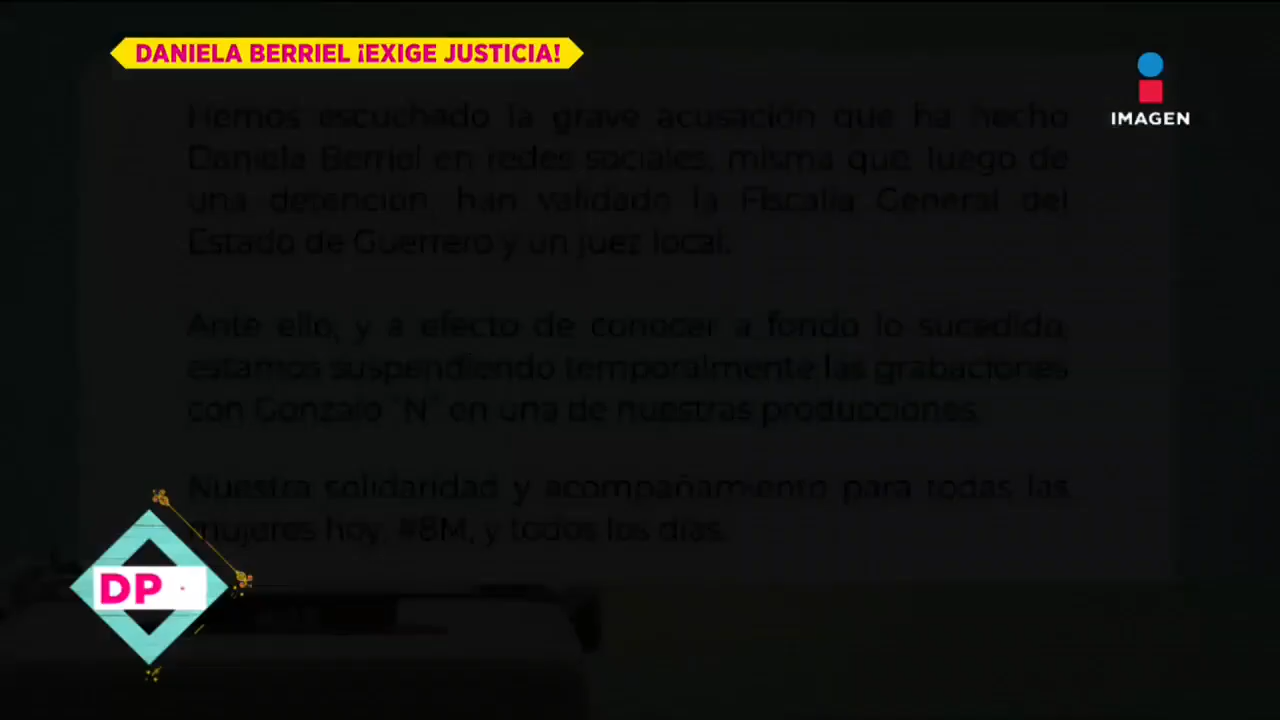 DANIELA BERRIEL ¡EXIGE JUSTICIA!
IMAGEN
Hemos escuchado la grave acusación que ha hecho
Daniela Berriel en redes sociales, misma que, luego de
una detención, han validado la Fiscalía General del
Estado de Guerrero y un juez local.
Ante ello, y a efecto de conocer a fondo lo sucedido,
estamos suspendiendo temporalmente las grabaciones
con Gonzalo "N" en una de nuestras producciones.
Nuestra solidaridad y acompañamiento para todas las
mujeres hoy, #8M, y todos los días.
DP